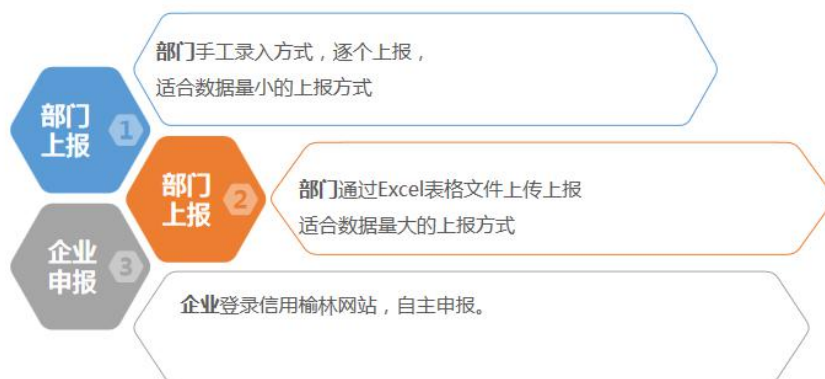 部门手工录入方式，逐个上报，
适合数据量小的上报方式
部门
上报
1
部门
上报
2
部门通过Excel表格文件上传上报
适合数据量大的上报方式
企业
申报
3
企业登录信用榆林网站，自主申报。